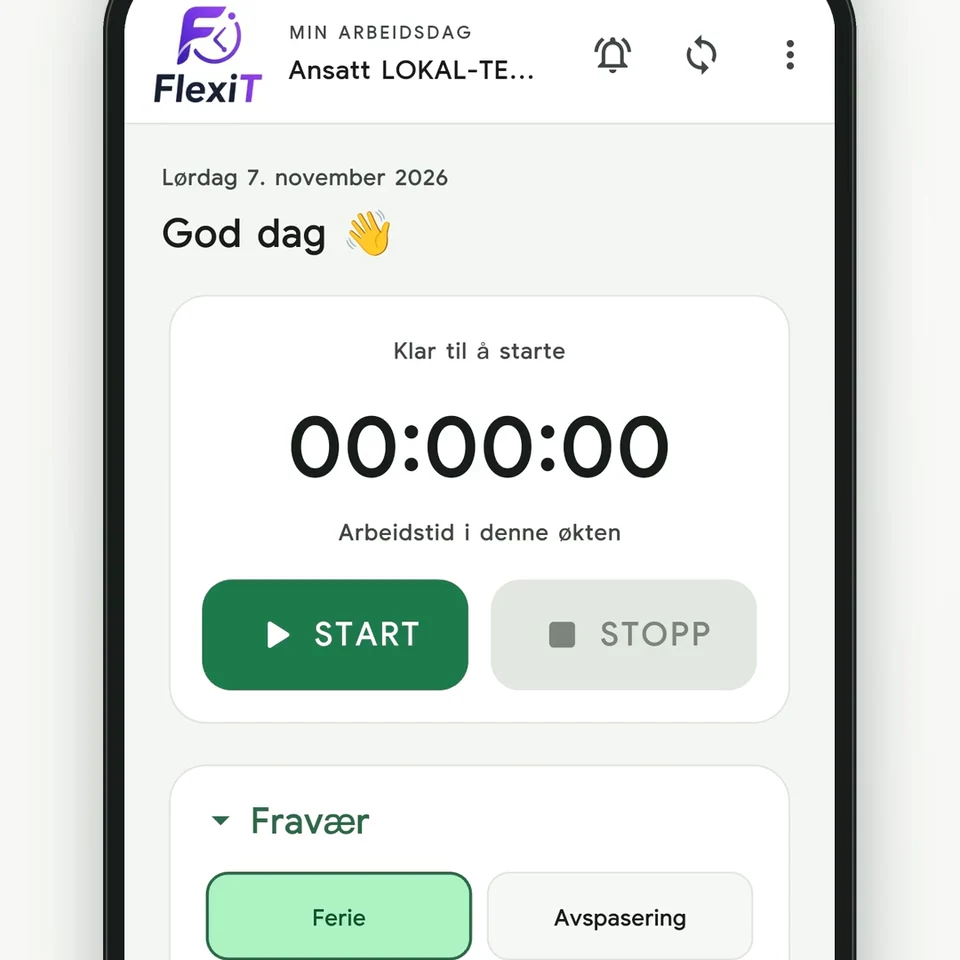 FlexiT
MIN ARBEIDSDAG
Ansatt LOKAL-TE...
Lørdag 7. november 2026
God dag 👋
Klar til å starte
00:00:00
Arbeidstid i denne økten
START
STOPP
Fravær
Ferie
Avspasering